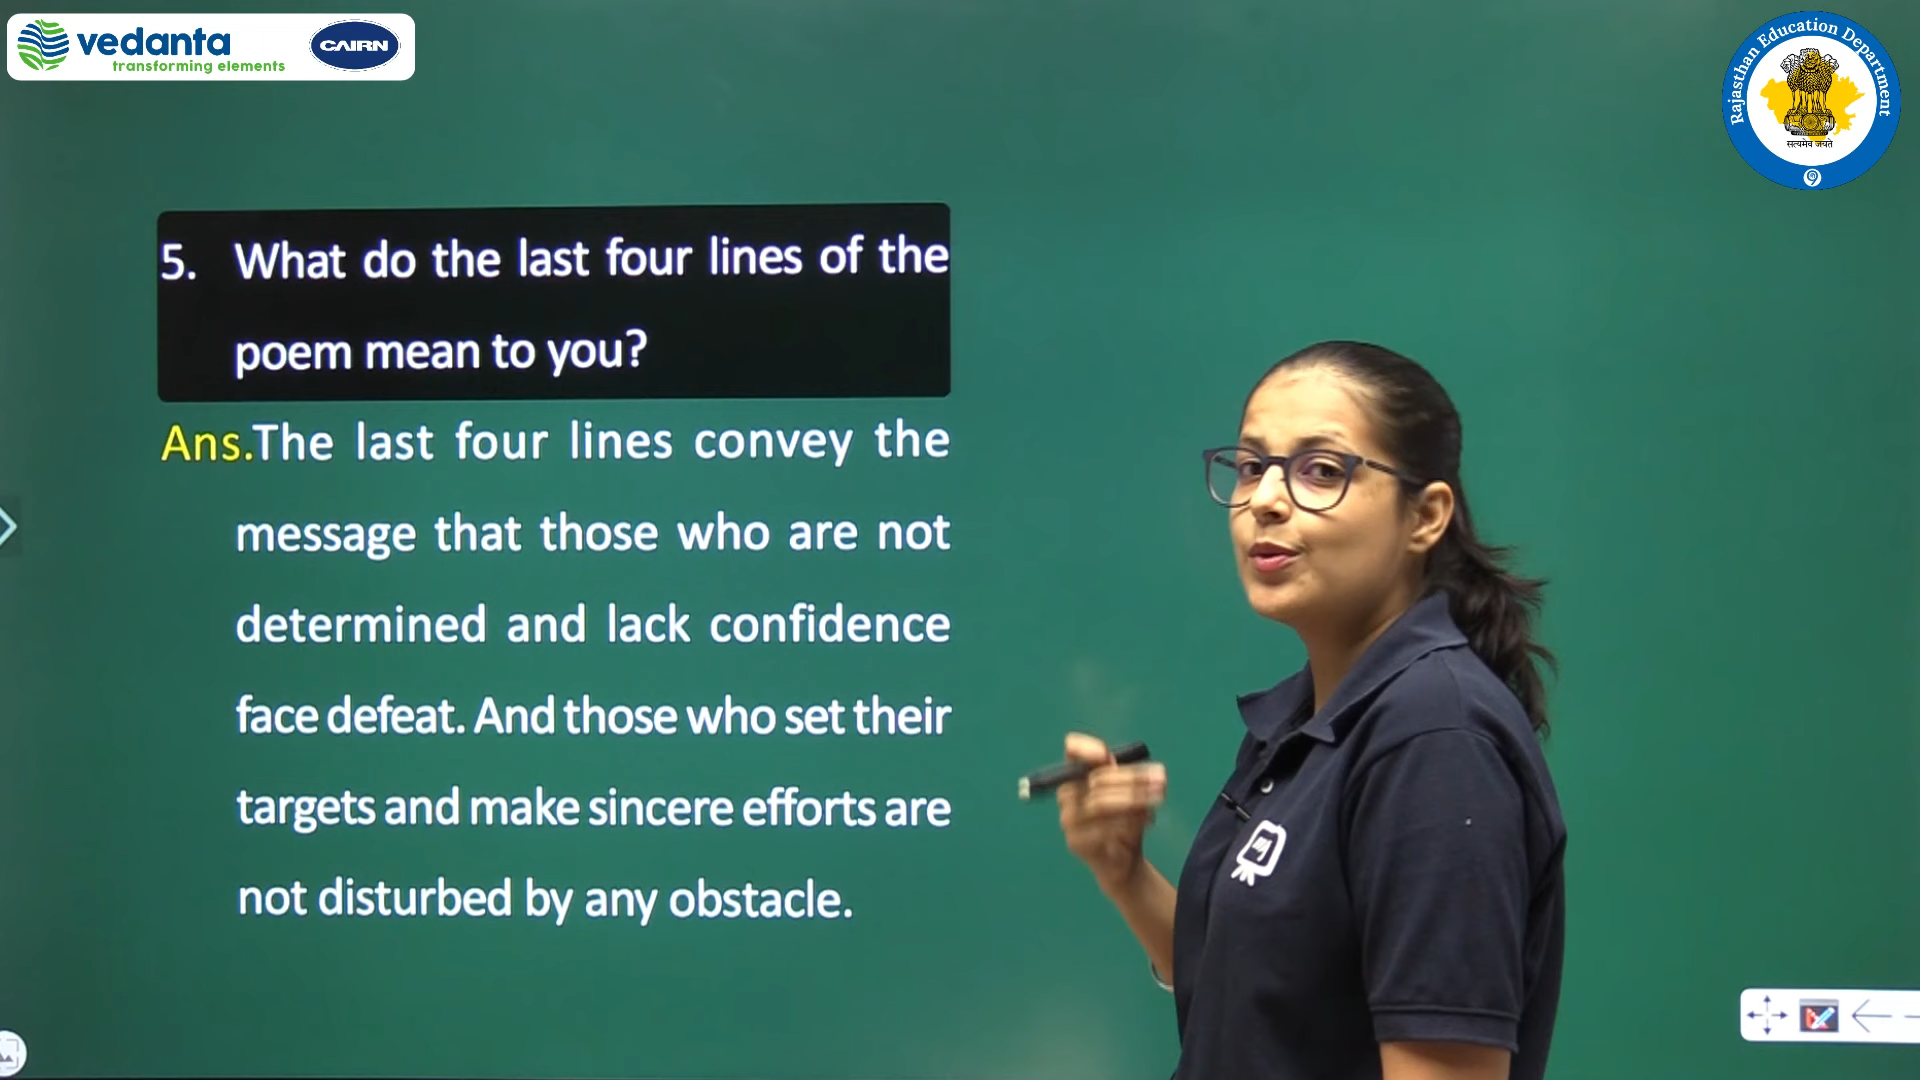 vedanta
transforming elements
CAIRN
Rajasthan Education Department
सत्यमेव जयते
5. What do the last four lines of the
poem mean to you?
Ans.The last four lines convey the
message that those who are not
determined and lack confidence
face defeat. And those who set their
targets and make sincere efforts are
not disturbed by any obstacle.